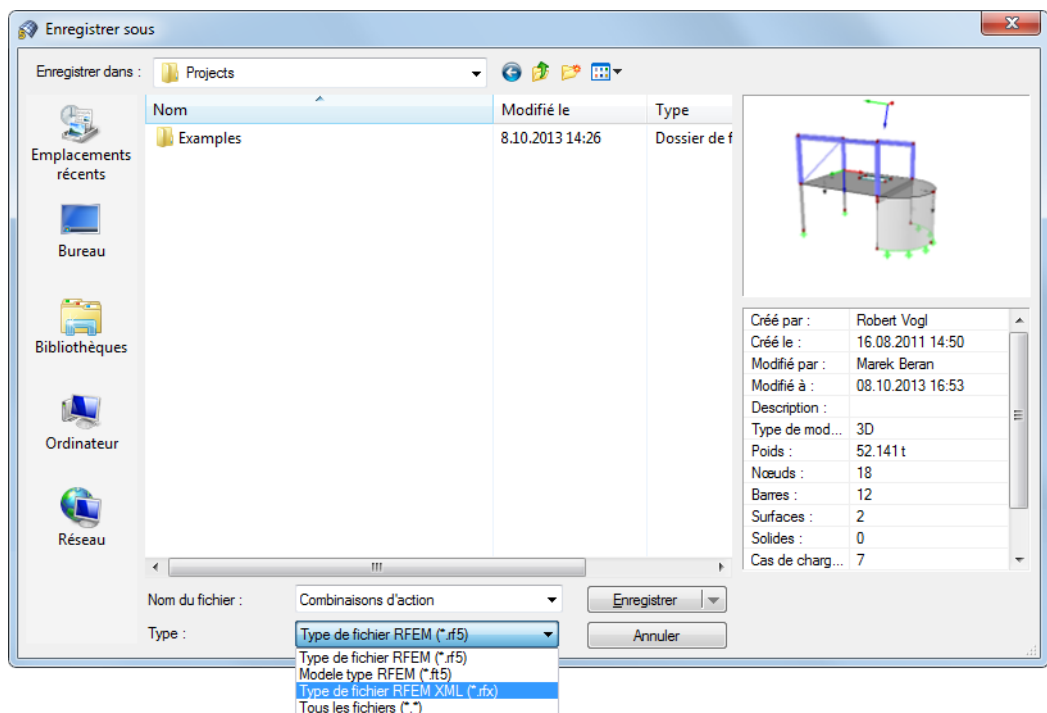 Enregistrer sous
x
Enregistrer dans :
Projects
Nom Modifié le Type
Examples 8.10.2013 14:26 Dossier de f
Emplacements
récents
Bureau
Bibliothèques
Ordinateur
Réseau
Créé par : Robert Vogl
Créé le : 16.08.2011 14:50
Modifié par : Marek Beran
Modifié à : 08.10.2013 16:53
Description :
Type de mod... 3D
Poids : 52.141 t
Nœuds : 18
Barres : 12
Surfaces : 2
Solides : 0
Cas de charg... 7
Nom du fichier : Combinaisons d'action Enregistrer
Type : Type de fichier RFEM (*.rf5) Annuler
Type de fichier RFEM (*.rf5)
Modele type RFEM (*.ft5)
Type de fichier RFEM XML (*.rfx)
Tous les fichiers (*.*)